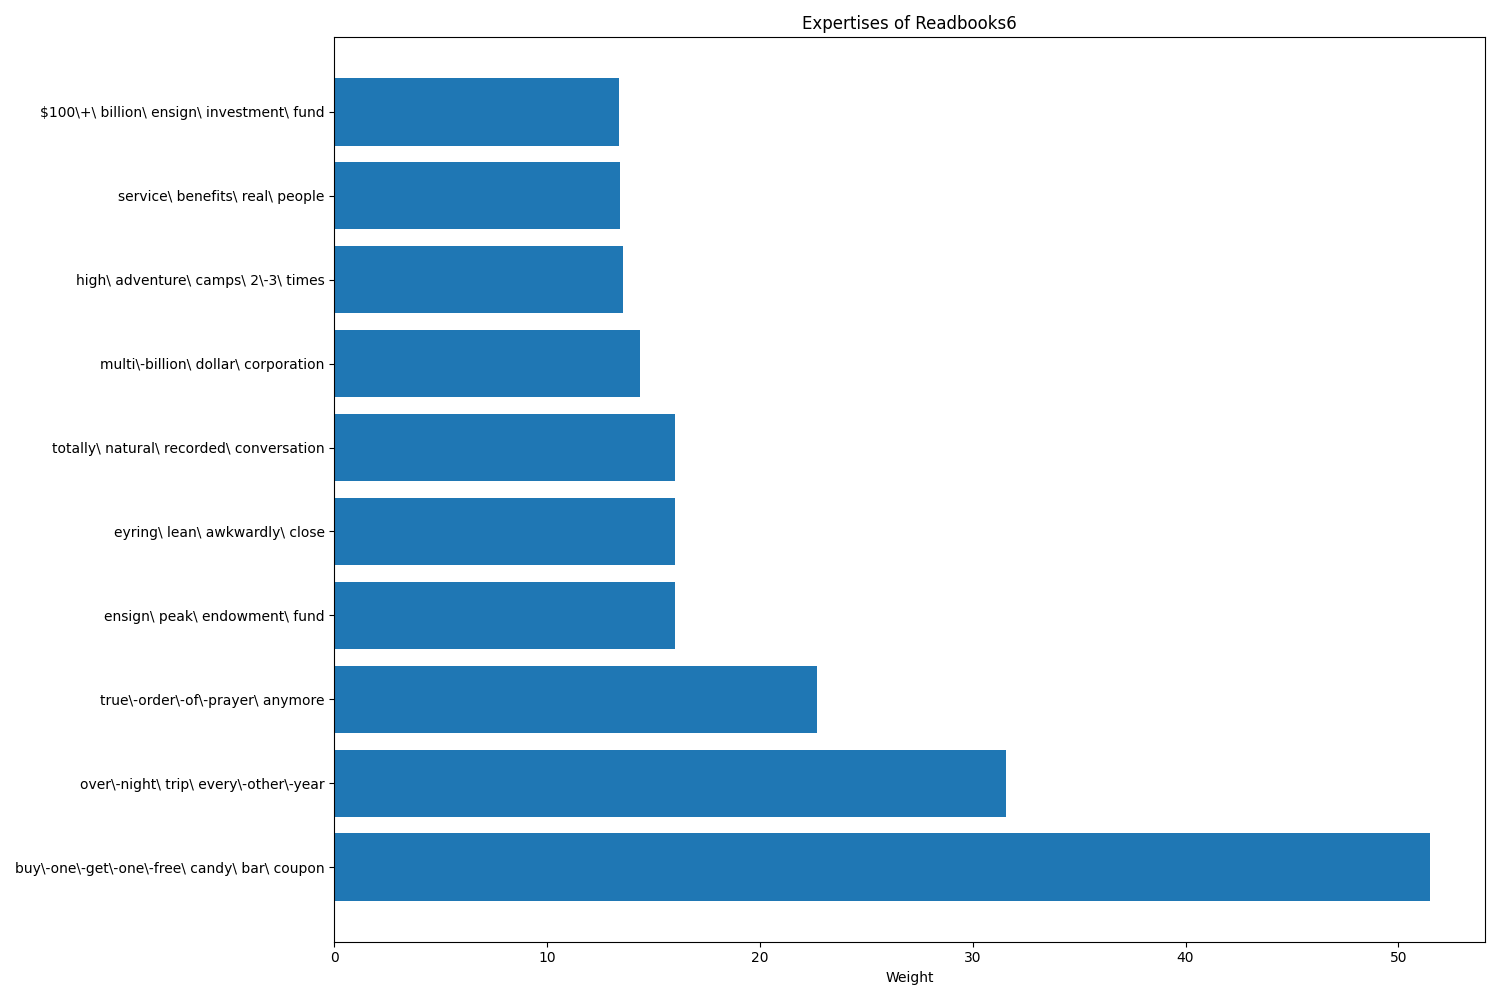 Expertises of Readbooks6
$100\+\ billion\ ensign\ investment\ fund
service\ benefits\ real\ people
high\ adventure\ camps\ 2\-3\ times
multi\-billion\ dollar\ corporation
totally\ natural\ recorded\ conversation
eyring\ lean\ awkwardly\ close
ensign\ peak\ endowment\ fund
true\-order\-of\-prayer\ anymore
over\-night\ trip\ every\-other\-year
buy\-one\-get\-one\-free\ candy\ bar\ coupon
0 10 20 30 40 50
Weight